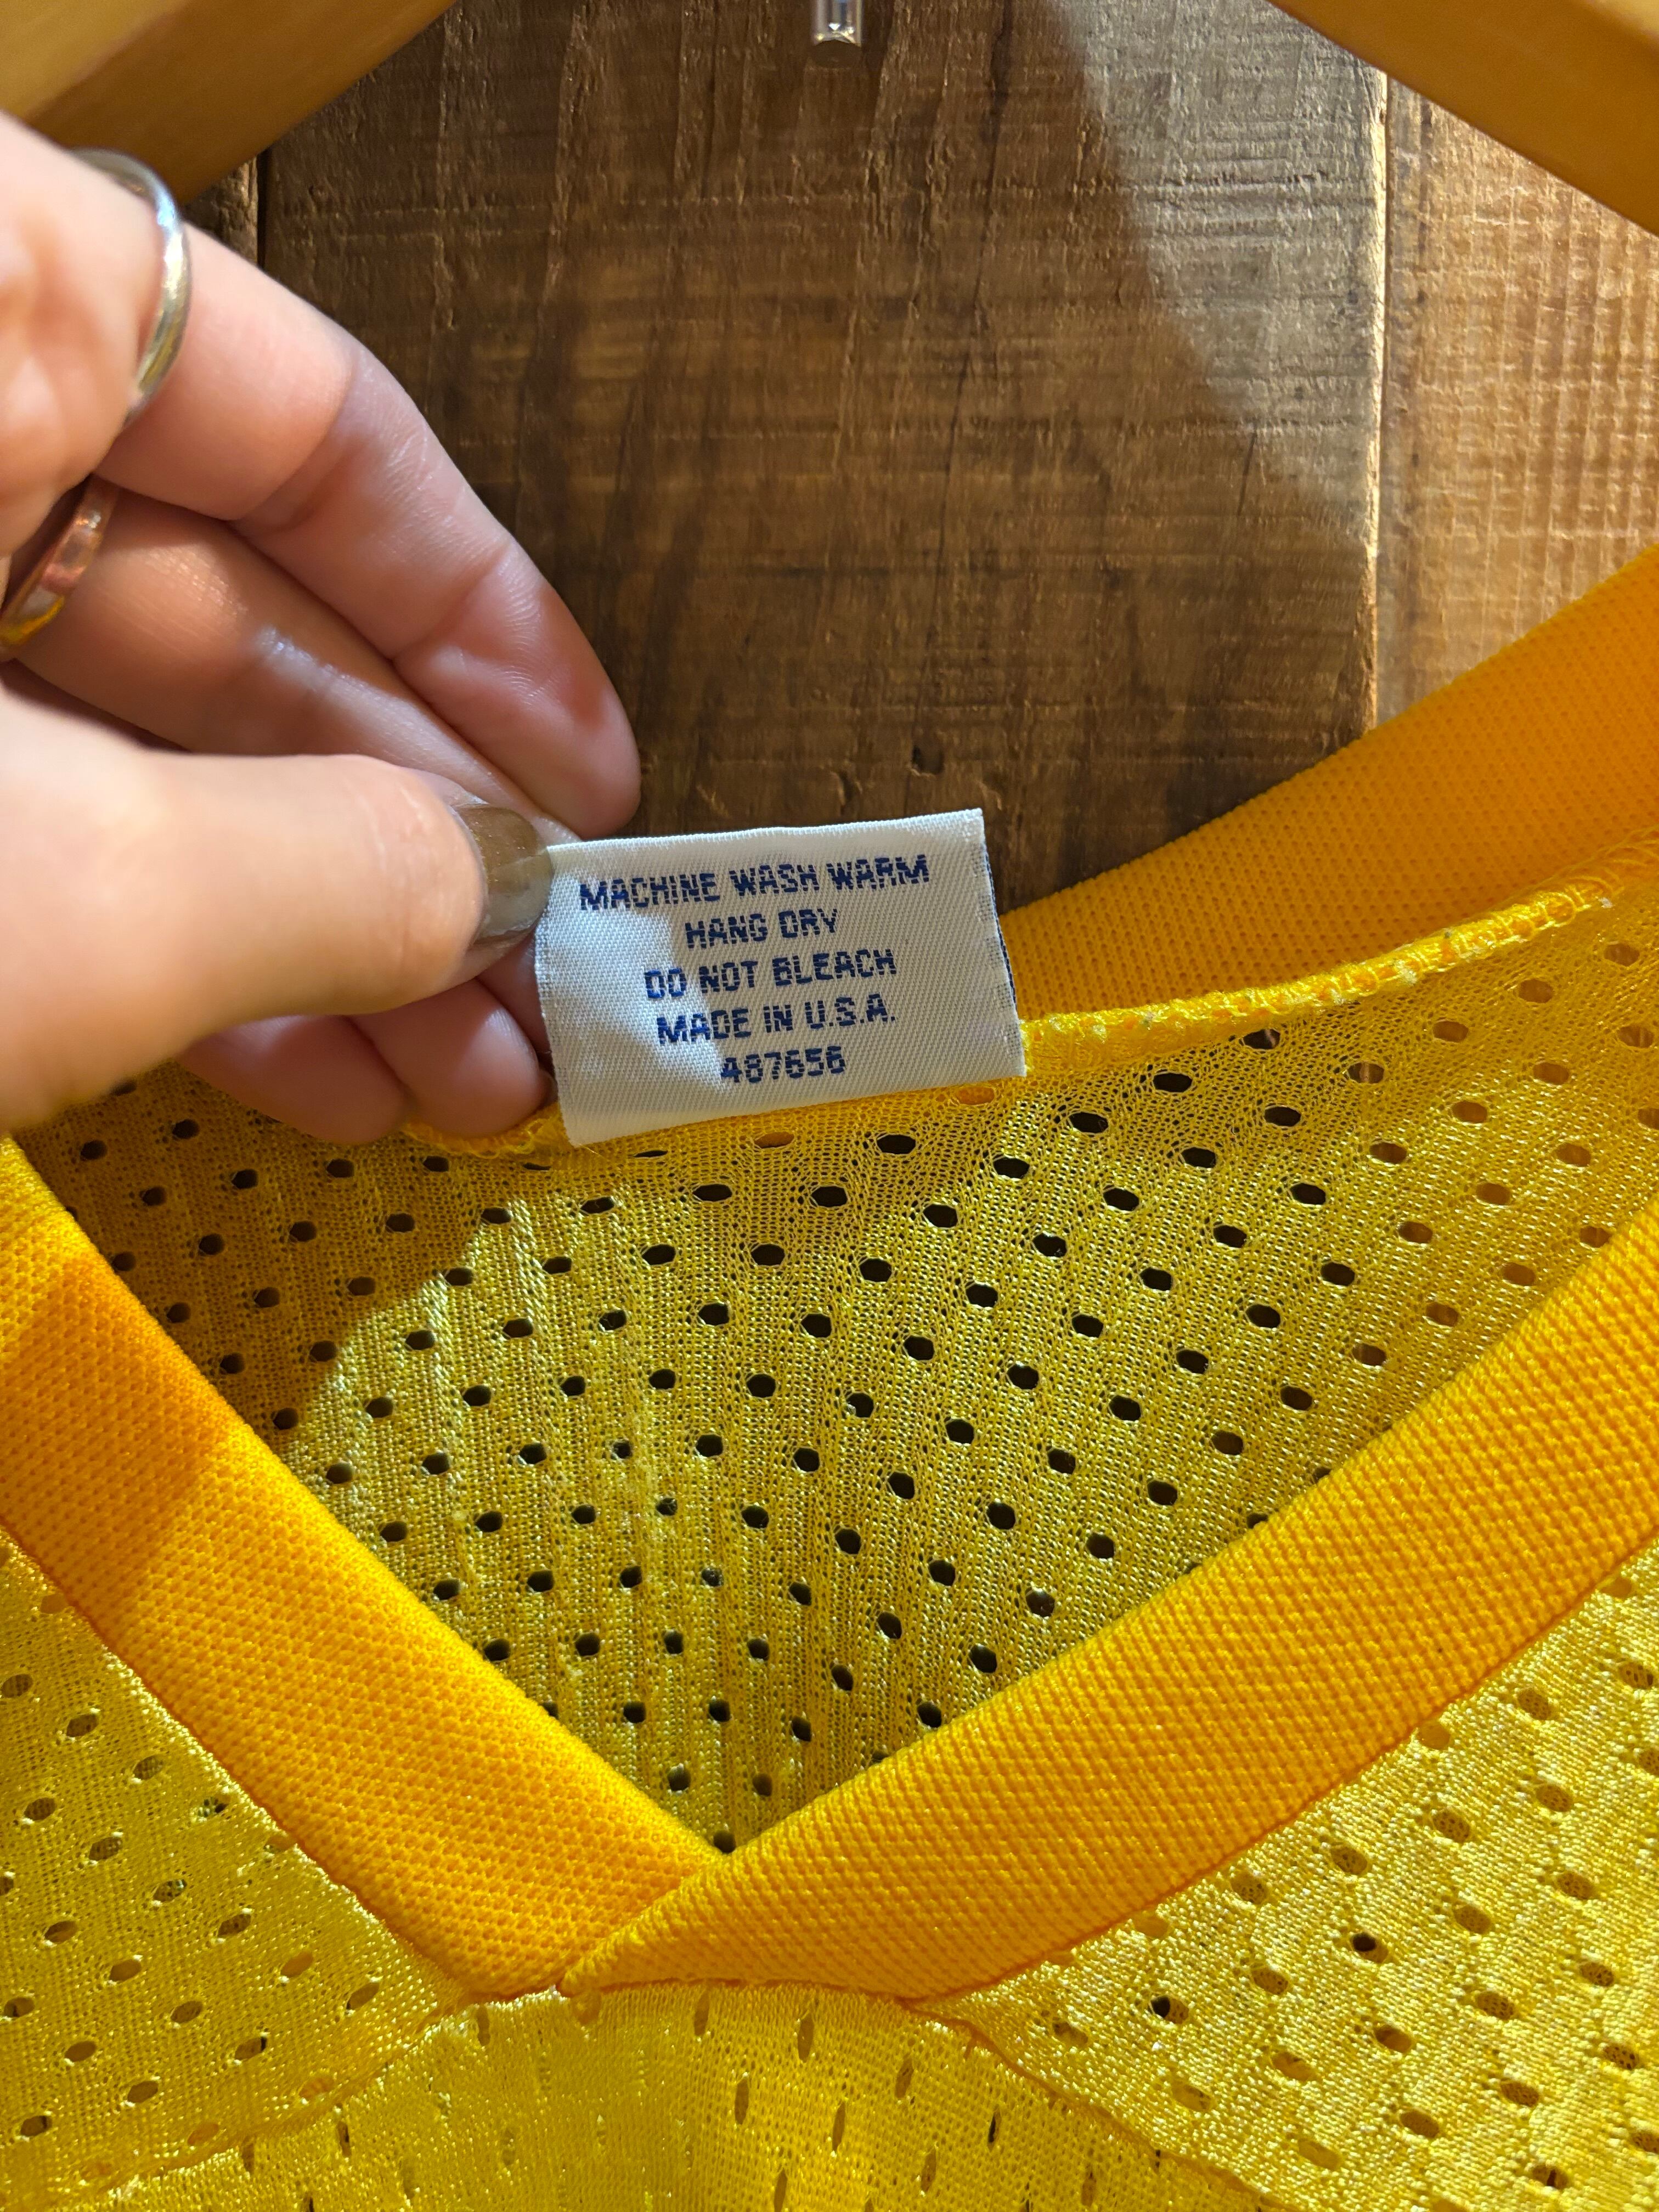 MACHINE WASH WARM
HANG DRY
DO NOT BLEACH
MADE IN U.S.A.
487656